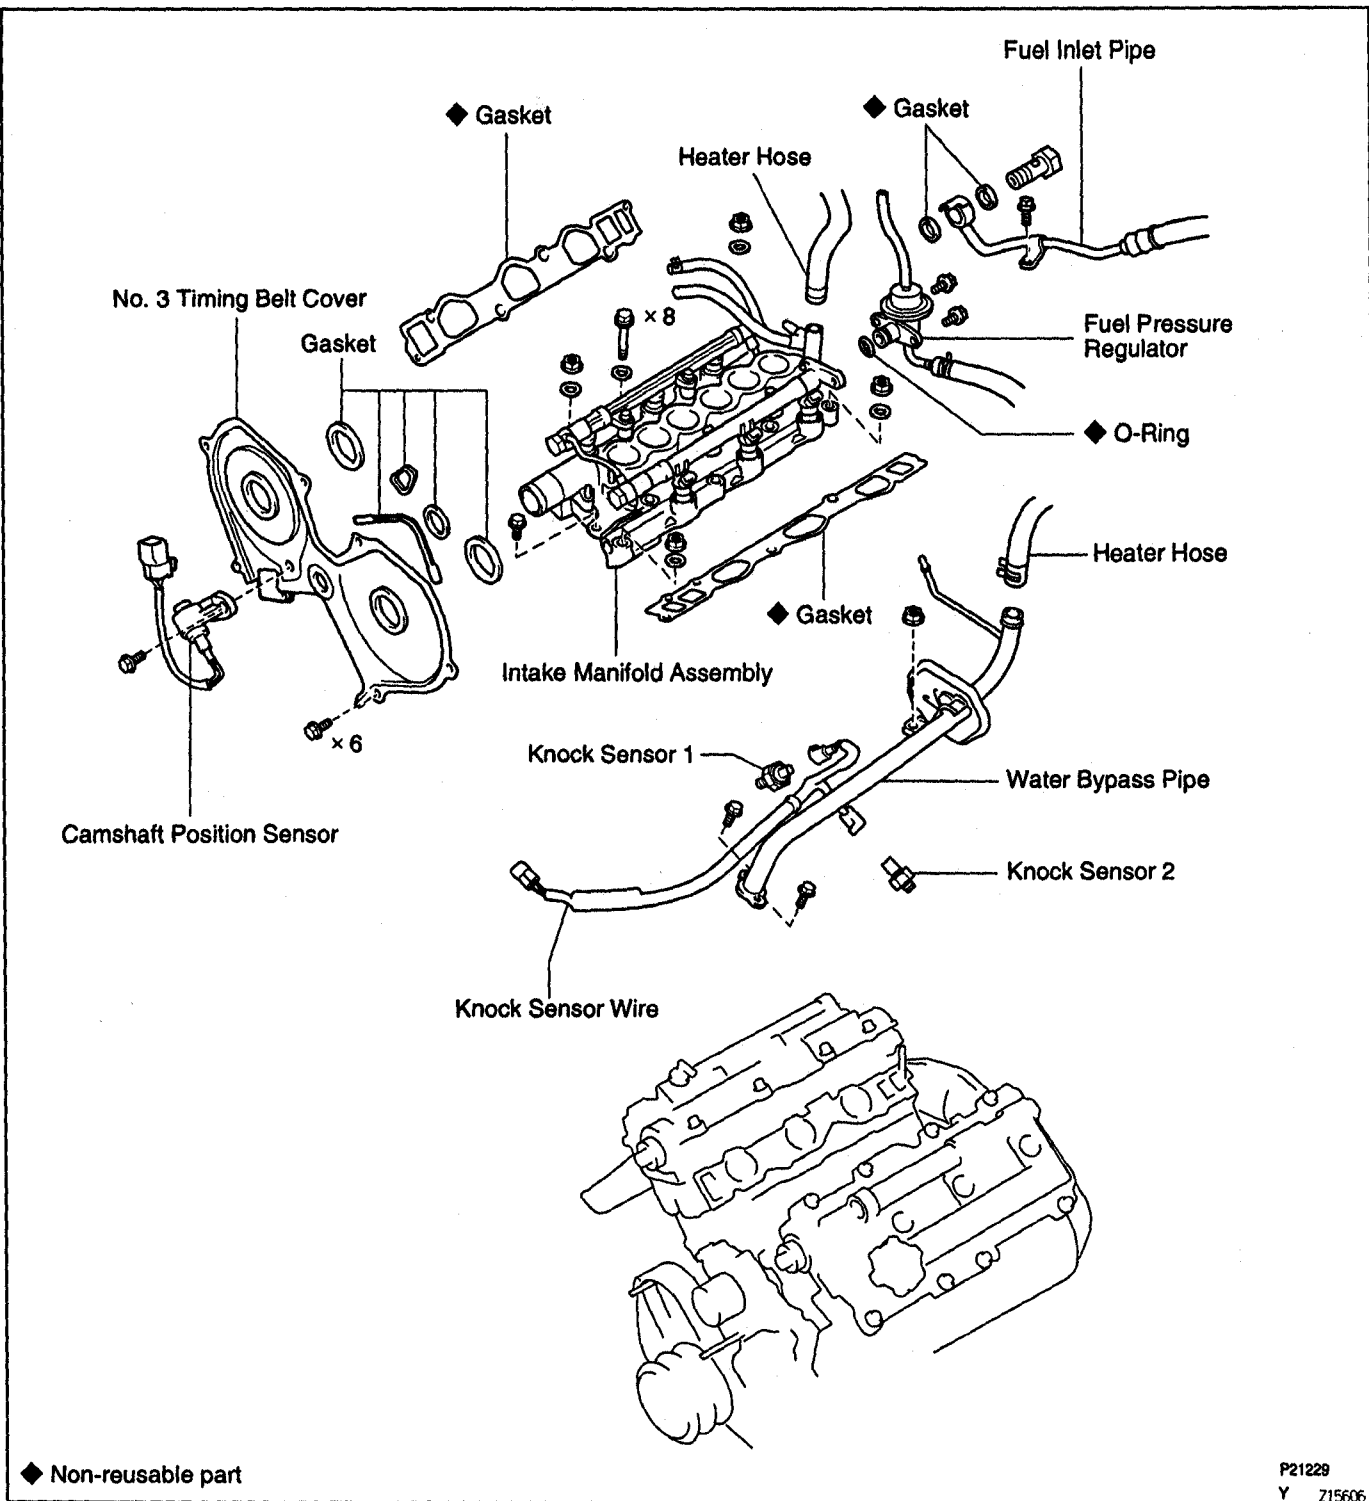 Fuel Inlet Pipe
◆ Gasket
◆ Gasket
Heater Hose
No. 3 Timing Belt Cover
× 8
Gasket
Fuel Pressure
Regulator
◆ O-Ring
Heater Hose
◆ Gasket
Intake Manifold Assembly
× 6
Knock Sensor 1
Water Bypass Pipe
Camshaft Position Sensor
Knock Sensor 2
Knock Sensor Wire
◆ Non-reusable part
P21229
Y Z15606